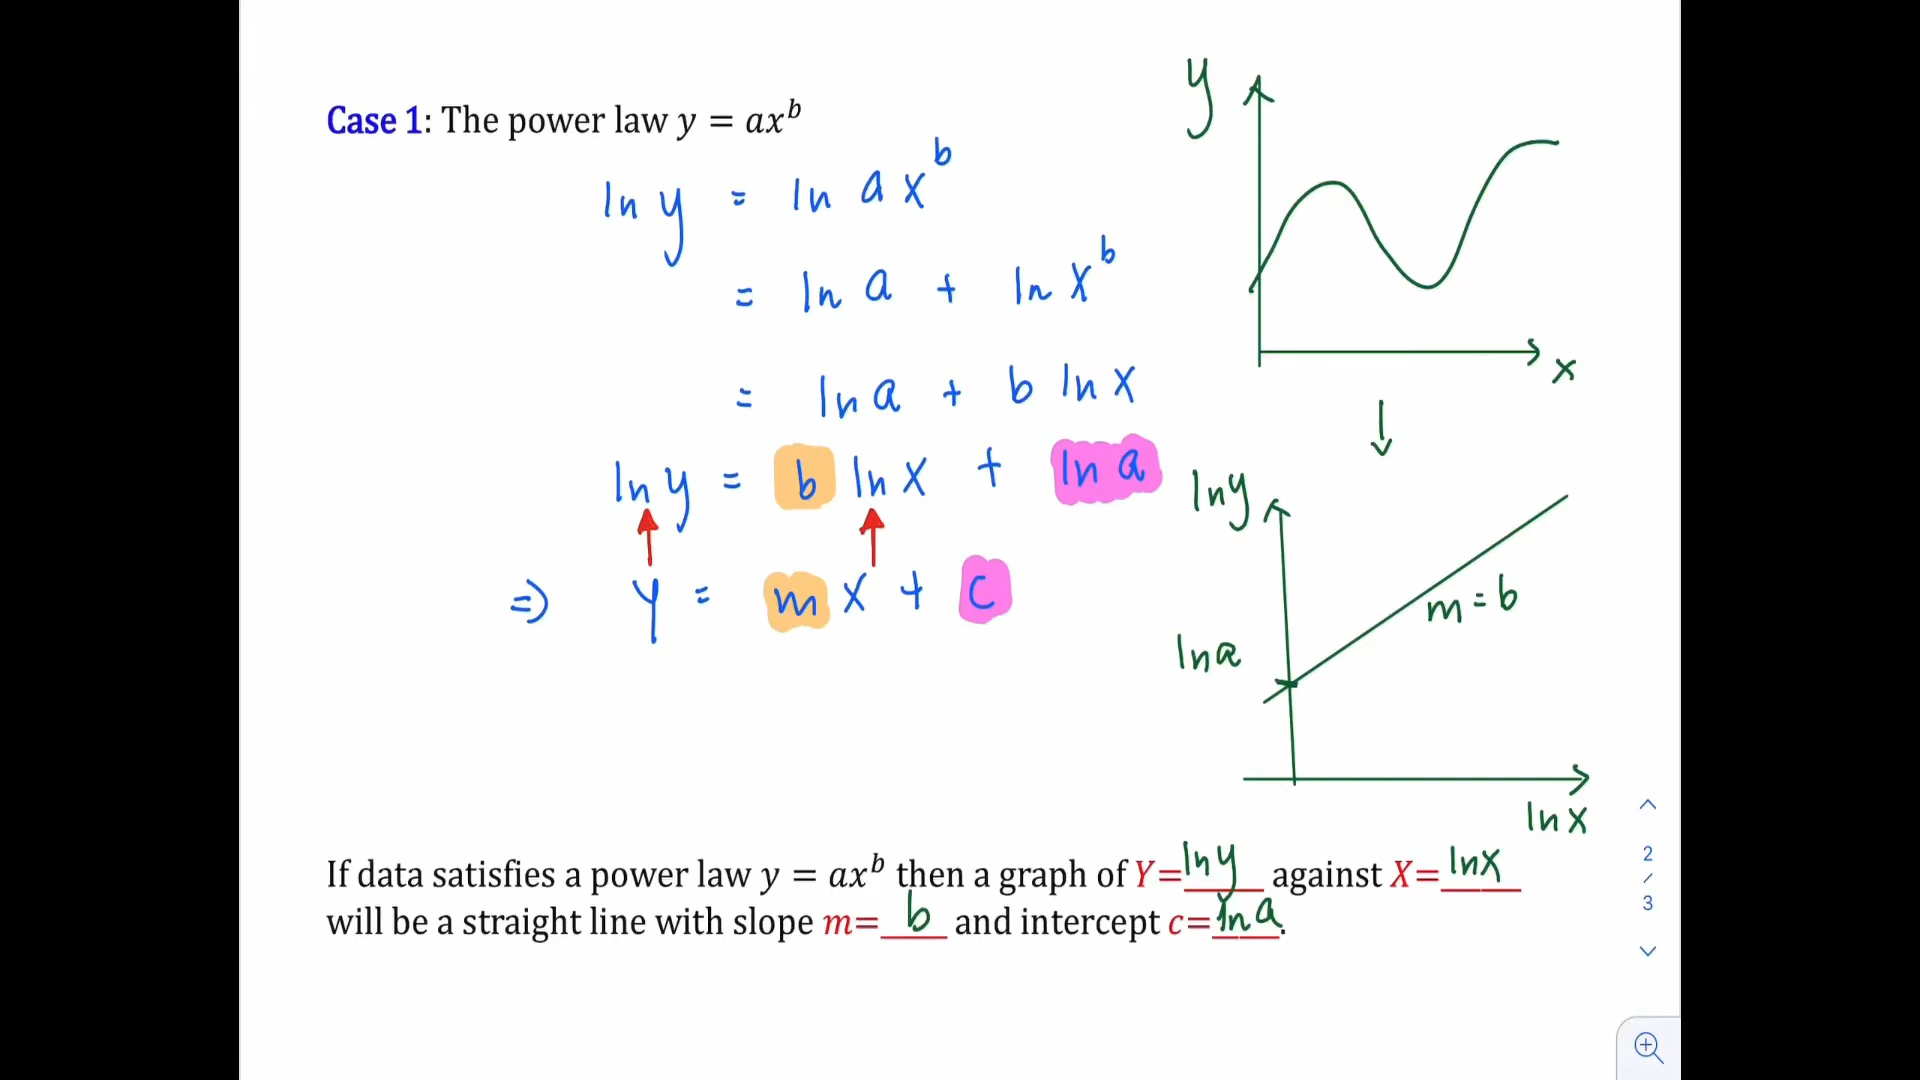 Case 1: The power law y = ax^b
ln y = ln a x^b
= ln a + ln x^b
= ln a + b ln x
ln y = b ln x + ln a
⇒ Y = m X + c
y
x
↓
ln y
ln a
m = b
ln x
If data satisfies a power law y = ax^b then a graph of Y= ln y against X= ln x
will be a straight line with slope m= b and intercept c= ln a.
2
/
3